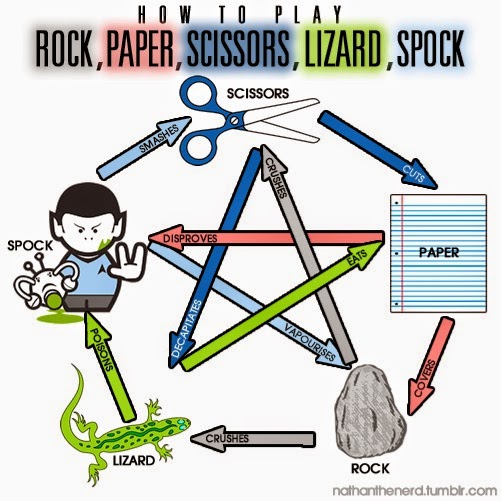 HOW TO PLAY
ROCK, PAPER, SCISSORS, LIZARD, SPOCK
SCISSORS
SMASHES
CUTS
CRUSHES
SPOCK
DISPROVES
EATS
PAPER
DECAPITATES
VAPOURISES
POISONS
COVERS
LIZARD
CRUSHES
ROCK
nathanthenerd.tumblr.com